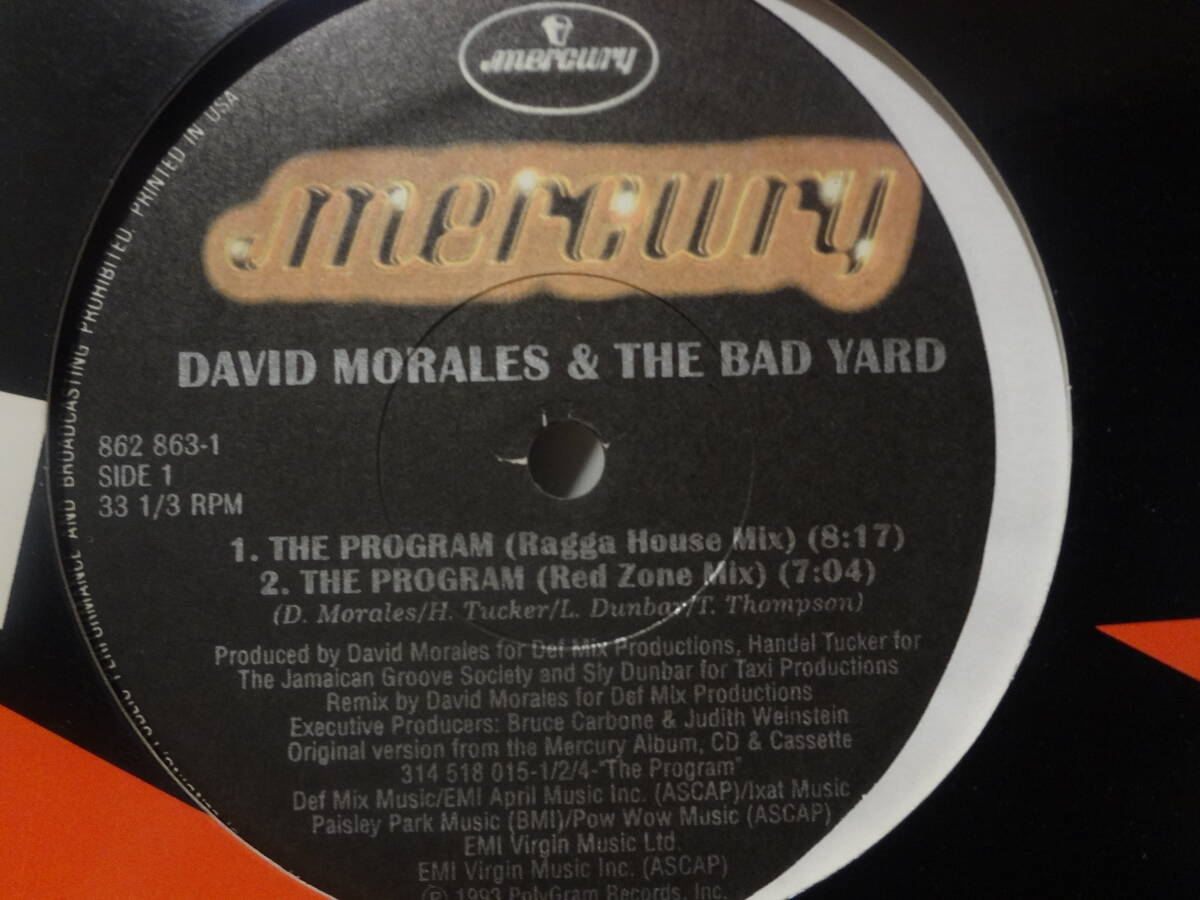 mercury
mercury
DAVID MORALES & THE BAD YARD
862 863-1
SIDE 1
33 1/3 RPM
1. THE PROGRAM (Ragga House Mix) (8:17)
2. THE PROGRAM (Red Zone Mix) (7:04)
(D. Morales/H. Tucker/L. Dunbar/T. Thompson)
Produced by David Morales for Def Mix Productions, Handel Tucker for
The Jamaican Groove Society and Sly Dunbar for Taxi Productions
Remix by David Morales for Def Mix Productions
Executive Producers: Bruce Carbone & Judith Weinstein
Original version from the Mercury Album, CD & Cassette
314 518 015-1/2/4-"The Program"
Def Mix Music/EMI April Music Inc. (ASCAP)/Ixat Music
Paisley Park Music (BMI)/Pow Wow Music (ASCAP)
EMI Virgin Music Ltd.
EMI Virgin Music Inc. (ASCAP)
℗ 1993 PolyGram Records, Inc.
AND BROADCASTING PROHIBITED. PRINTED IN USA